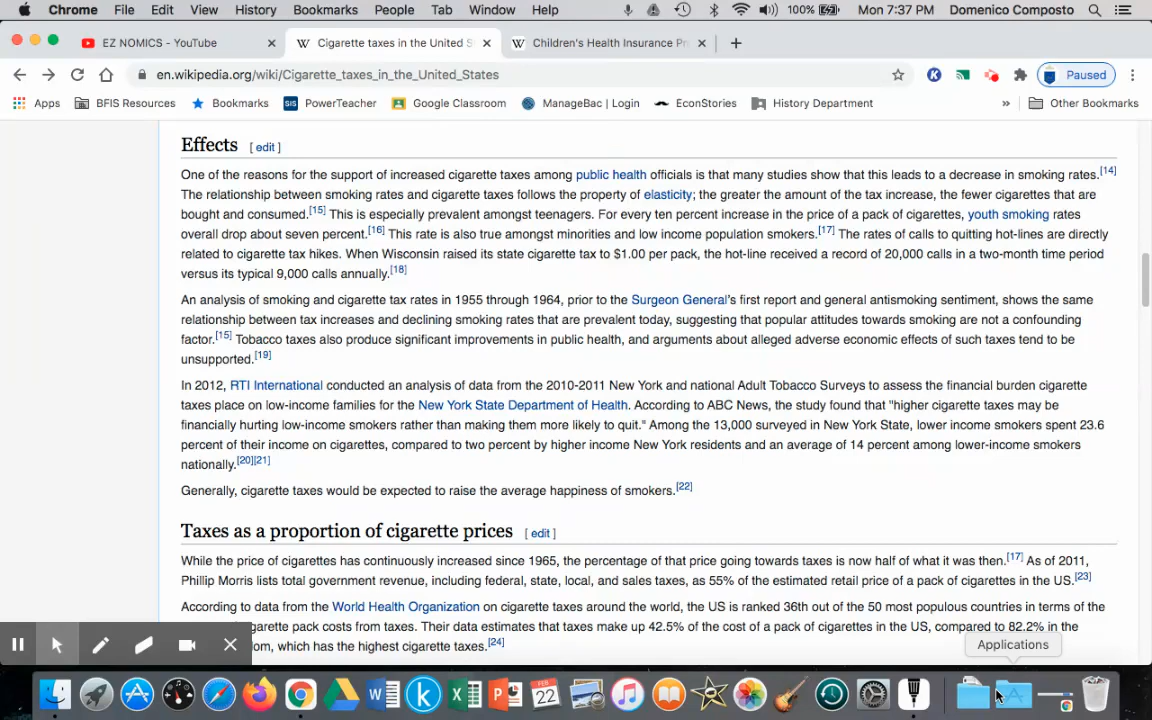 Chrome File Edit View History Bookmarks People Tab Window Help 100% Mon 7:37 PM Domenico Composto
EZ NOMICS - YouTube Cigarette taxes in the United S Children's Health Insurance Pr
en.wikipedia.org/wiki/Cigarette_taxes_in_the_United_States Paused
Apps BFIS Resources Bookmarks SIS PowerTeacher Google Classroom ManageBac | Login EconStories History Department » Other Bookmarks
Effects [ edit ]
One of the reasons for the support of increased cigarette taxes among public health officials is that many studies show that this leads to a decrease in smoking rates.[14]
The relationship between smoking rates and cigarette taxes follows the property of elasticity; the greater the amount of the tax increase, the fewer cigarettes that are
bought and consumed.[15] This is especially prevalent amongst teenagers. For every ten percent increase in the price of a pack of cigarettes, youth smoking rates
overall drop about seven percent.[16] This rate is also true amongst minorities and low income population smokers.[17] The rates of calls to quitting hot-lines are directly
related to cigarette tax hikes. When Wisconsin raised its state cigarette tax to $1.00 per pack, the hot-line received a record of 20,000 calls in a two-month time period
versus its typical 9,000 calls annually.[18]
An analysis of smoking and cigarette tax rates in 1955 through 1964, prior to the Surgeon General's first report and general antismoking sentiment, shows the same
relationship between tax increases and declining smoking rates that are prevalent today, suggesting that popular attitudes towards smoking are not a confounding
factor.[15] Tobacco taxes also produce significant improvements in public health, and arguments about alleged adverse economic effects of such taxes tend to be
unsupported.[19]
In 2012, RTI International conducted an analysis of data from the 2010-2011 New York and national Adult Tobacco Surveys to assess the financial burden cigarette
taxes place on low-income families for the New York State Department of Health. According to ABC News, the study found that "higher cigarette taxes may be
financially hurting low-income smokers rather than making them more likely to quit." Among the 13,000 surveyed in New York State, lower income smokers spent 23.6
percent of their income on cigarettes, compared to two percent by higher income New York residents and an average of 14 percent among lower-income smokers
nationally.[20][21]
Generally, cigarette taxes would be expected to raise the average happiness of smokers.[22]
Taxes as a proportion of cigarette prices [ edit ]
While the price of cigarettes has continuously increased since 1965, the percentage of that price going towards taxes is now half of what it was then.[17] As of 2011,
Phillip Morris lists total government revenue, including federal, state, local, and sales taxes, as 55% of the estimated retail price of a pack of cigarettes in the US.[23]
According to data from the World Health Organization on cigarette taxes around the world, the US is ranked 36th out of the 50 most populous countries in terms of the
garette pack costs from taxes. Their data estimates that taxes make up 42.5% of the cost of a pack of cigarettes in the US, compared to 82.2% in the
dom, which has the highest cigarette taxes.[24]
Applications
FEB
22